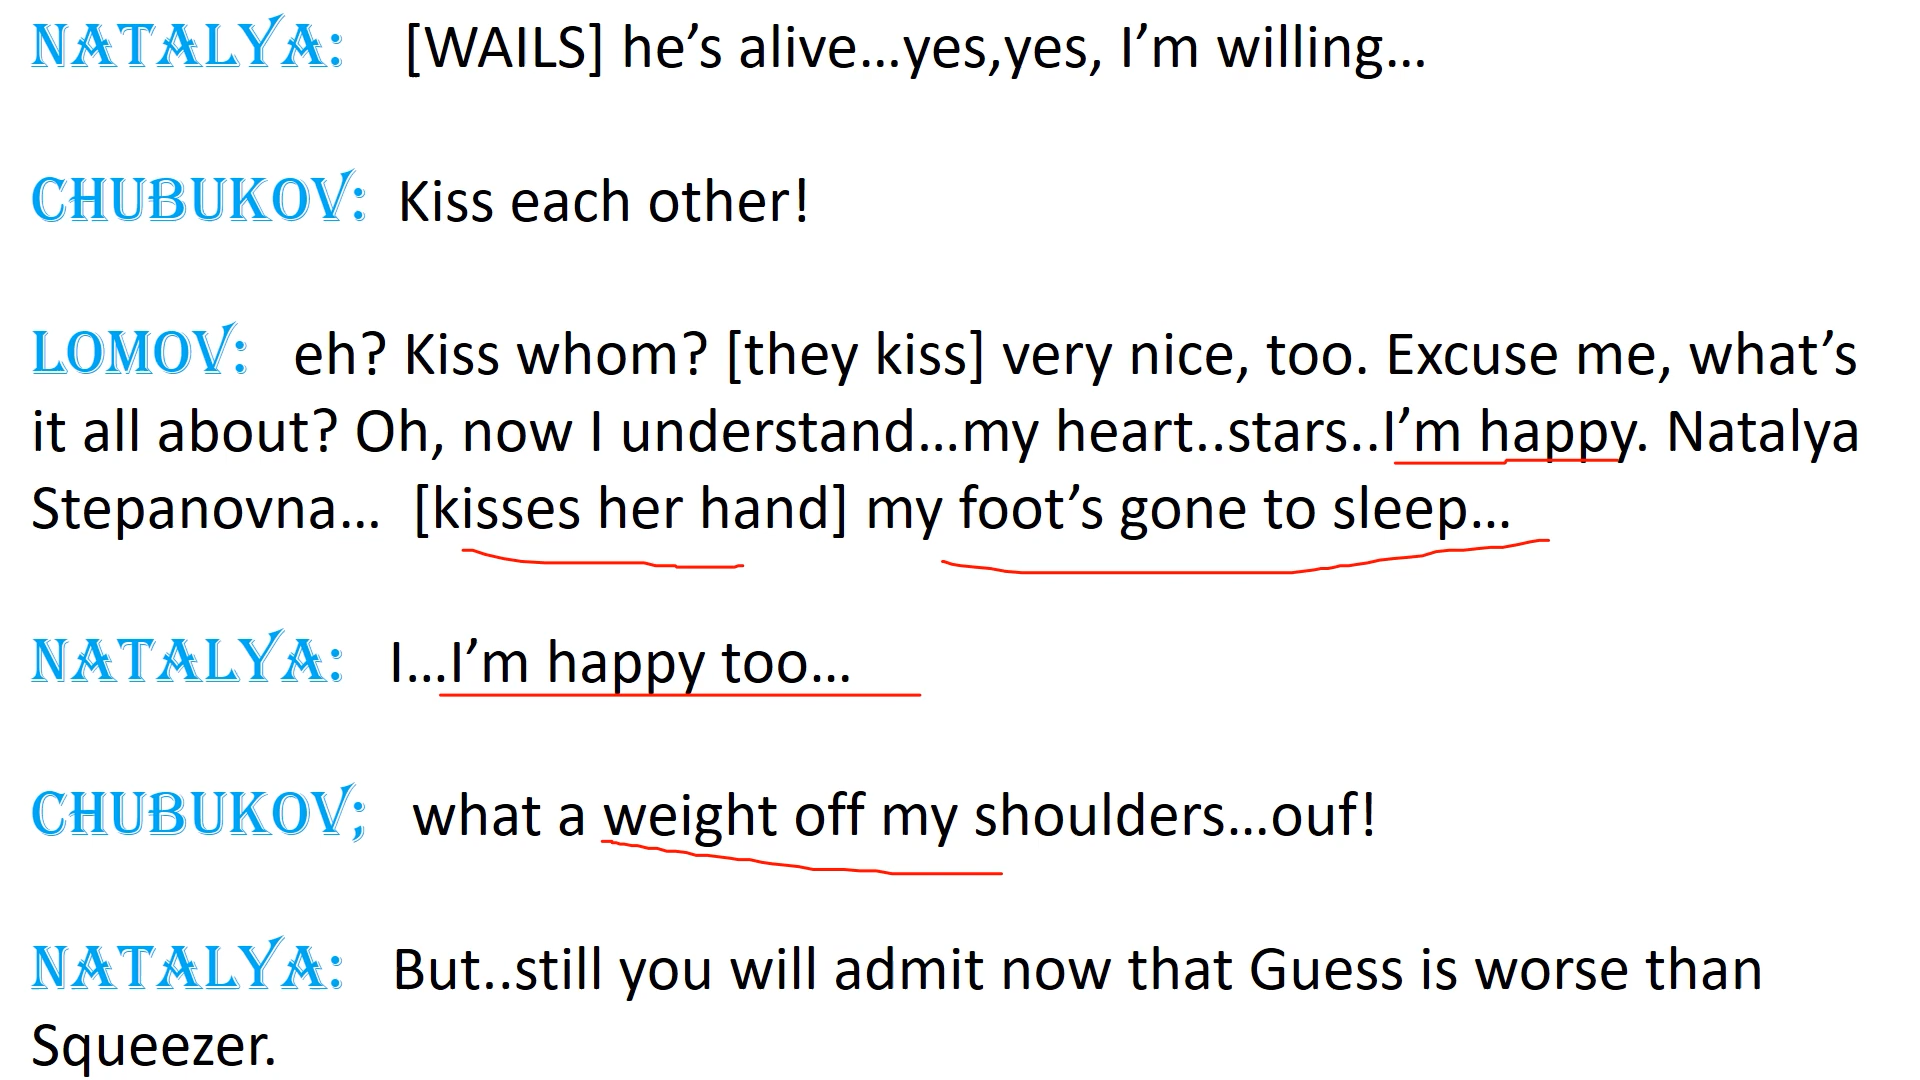 NATALYA: [WAILS] he’s alive...yes,yes, I’m willing...
CHUBUKOV: Kiss each other!
LOMOV: eh? Kiss whom? [they kiss] very nice, too. Excuse me, what’s
it all about? Oh, now I understand...my heart..stars..I’m happy. Natalya
Stepanovna... [kisses her hand] my foot’s gone to sleep...
NATALYA: I...I’m happy too...
CHUBUKOV; what a weight off my shoulders...ouf!
NATALYA: But..still you will admit now that Guess is worse than
Squeezer.